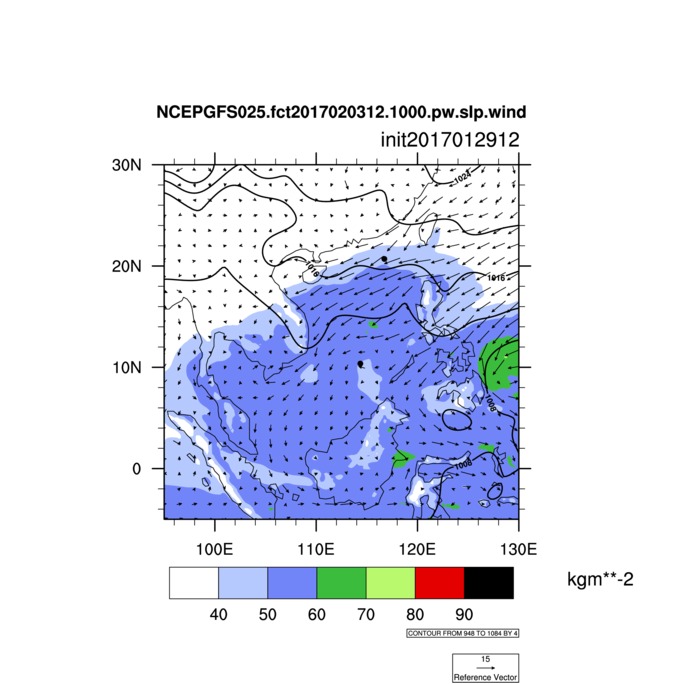 NCEPGFS025.fct2017020312.1000.pw.slp.wind
init2017012912
30N
1024
20N
1016
1016
10N
1008
0
1008
100E
110E
120E
130E
kgm**-2
40
50
60
70
80
90
CONTOUR FROM 948 TO 1084 BY 4
15
Reference Vector